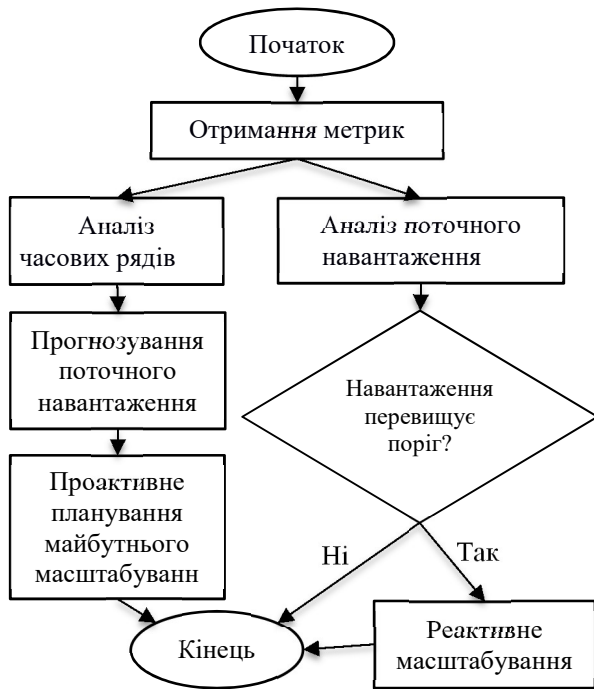 Початок
Отримання метрик
Аналіз
часових рядів
Аналіз поточного
навантаження
Прогнозування
поточного
навантаження
Навантаження
перевищує
поріг?
Проактивне
планування
майбутнього
масштабуванн
Ні
Так
Кінець
Реактивне
масштабування